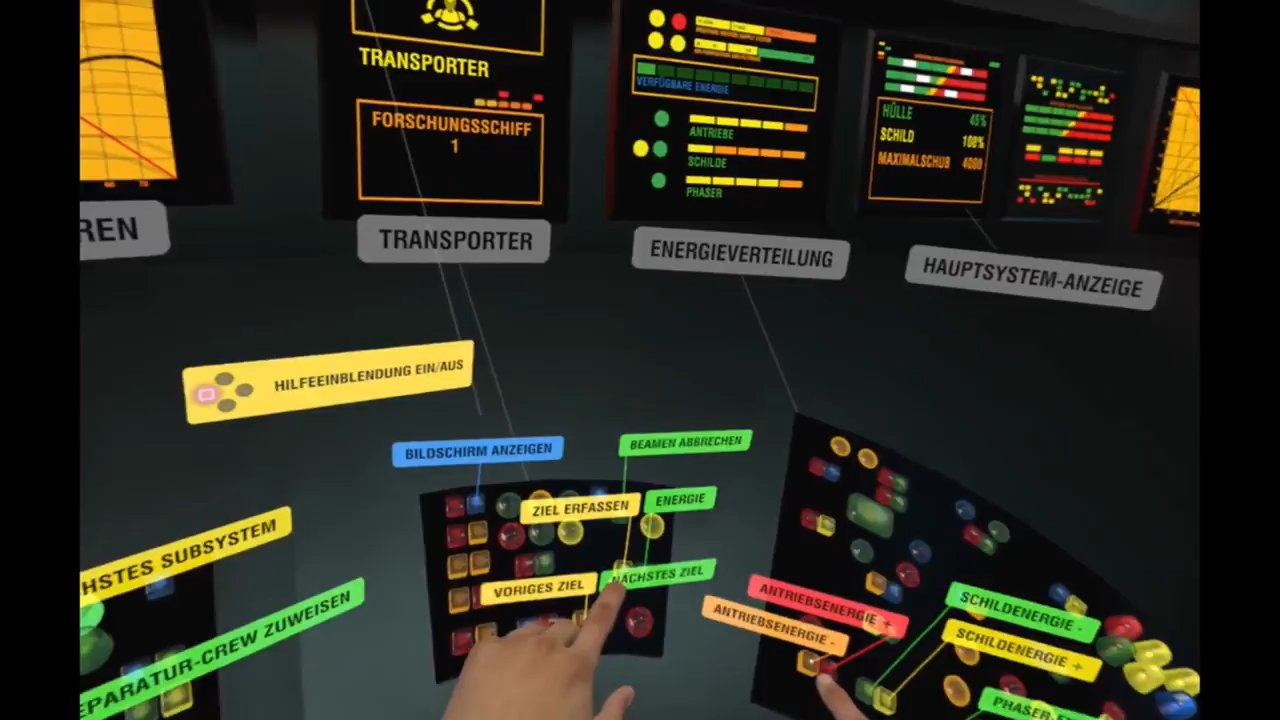 TRANSPORTER
FORSCHUNGSSCHIFF
1
VERFÜGBARE ENERGIE
ANTRIEBE
SCHILDE
PHASER
HÜLLE 45%
SCHILD 100%
MAXIMALSCHUB 4000
REN
TRANSPORTER
ENERGIEVERTEILUNG
HAUPTSYSTEM-ANZEIGE
HILFEEINBLENDUNG EIN/AUS
BILDSCHIRM ANZEIGEN
BEAMEN ABBRECHEN
ZIEL ERFASSEN
ENERGIE
VORIGES ZIEL
NÄCHSTES ZIEL
HSTES SUBSYSTEM
EPARATUR-CREW ZUWEISEN
ANTRIEBSENERGIE +
ANTRIEBSENERGIE -
SCHILDENERGIE -
SCHILDENERGIE +